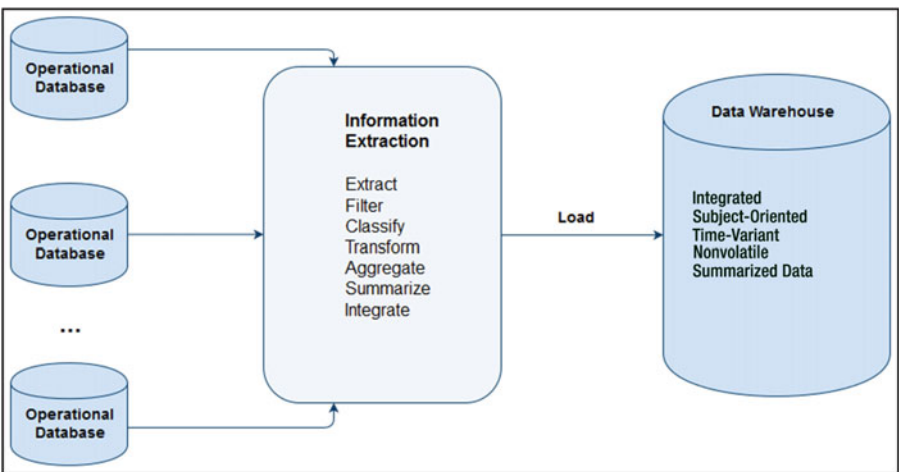 Operational
Database
Operational
Database
...
Operational
Database
Information
Extraction
Extract
Filter
Classify
Transform
Aggregate
Summarize
Integrate
Load
Data Warehouse
Integrated
Subject-Oriented
Time-Variant
Nonvolatile
Summarized Data